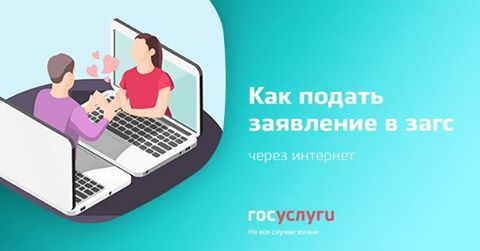 Как подать
заявление в загс
через интернет
госуслуги
На все случаи жизни